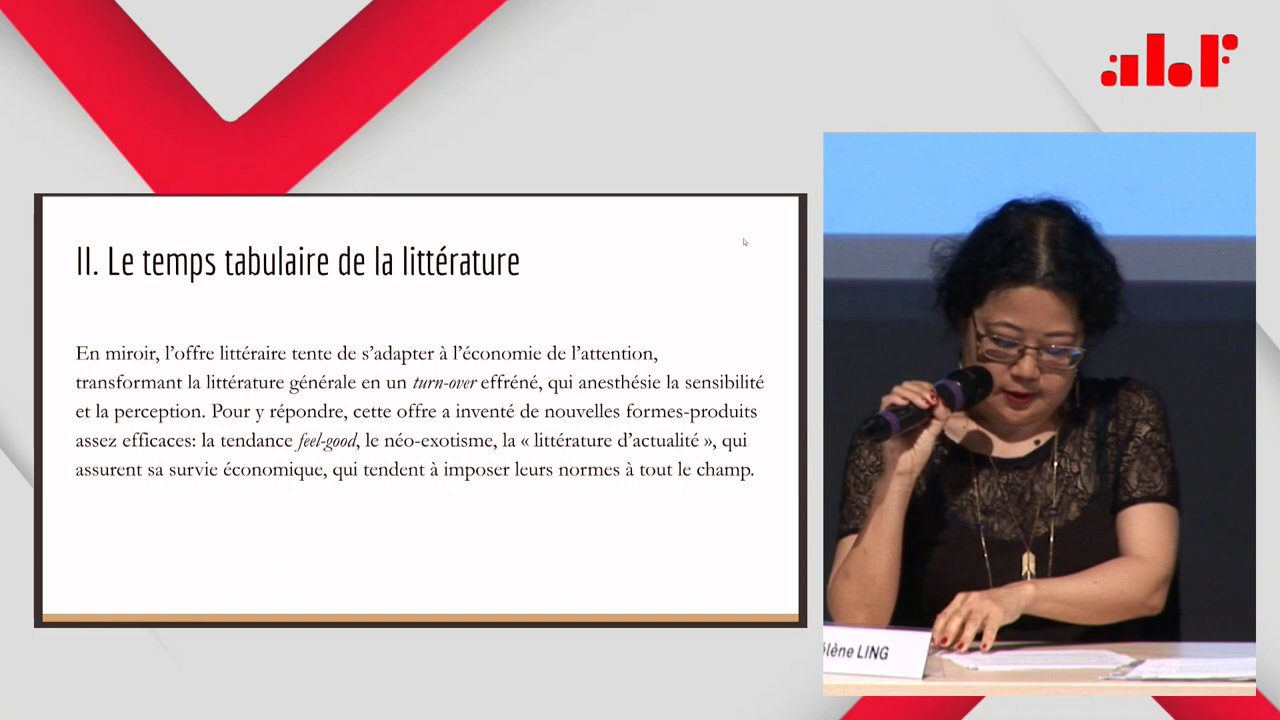 abf
II. Le temps tabulaire de la littérature
En miroir, l’offre littéraire tente de s’adapter à l’économie de l’attention,
transformant la littérature générale en un turn-over effréné, qui anesthésie la sensibilité
et la perception. Pour y répondre, cette offre a inventé de nouvelles formes-produits
assez efficaces: la tendance feel-good, le néo-exotisme, la « littérature d’actualité », qui
assurent sa survie économique, qui tendent à imposer leurs normes à tout le champ.
élène LING